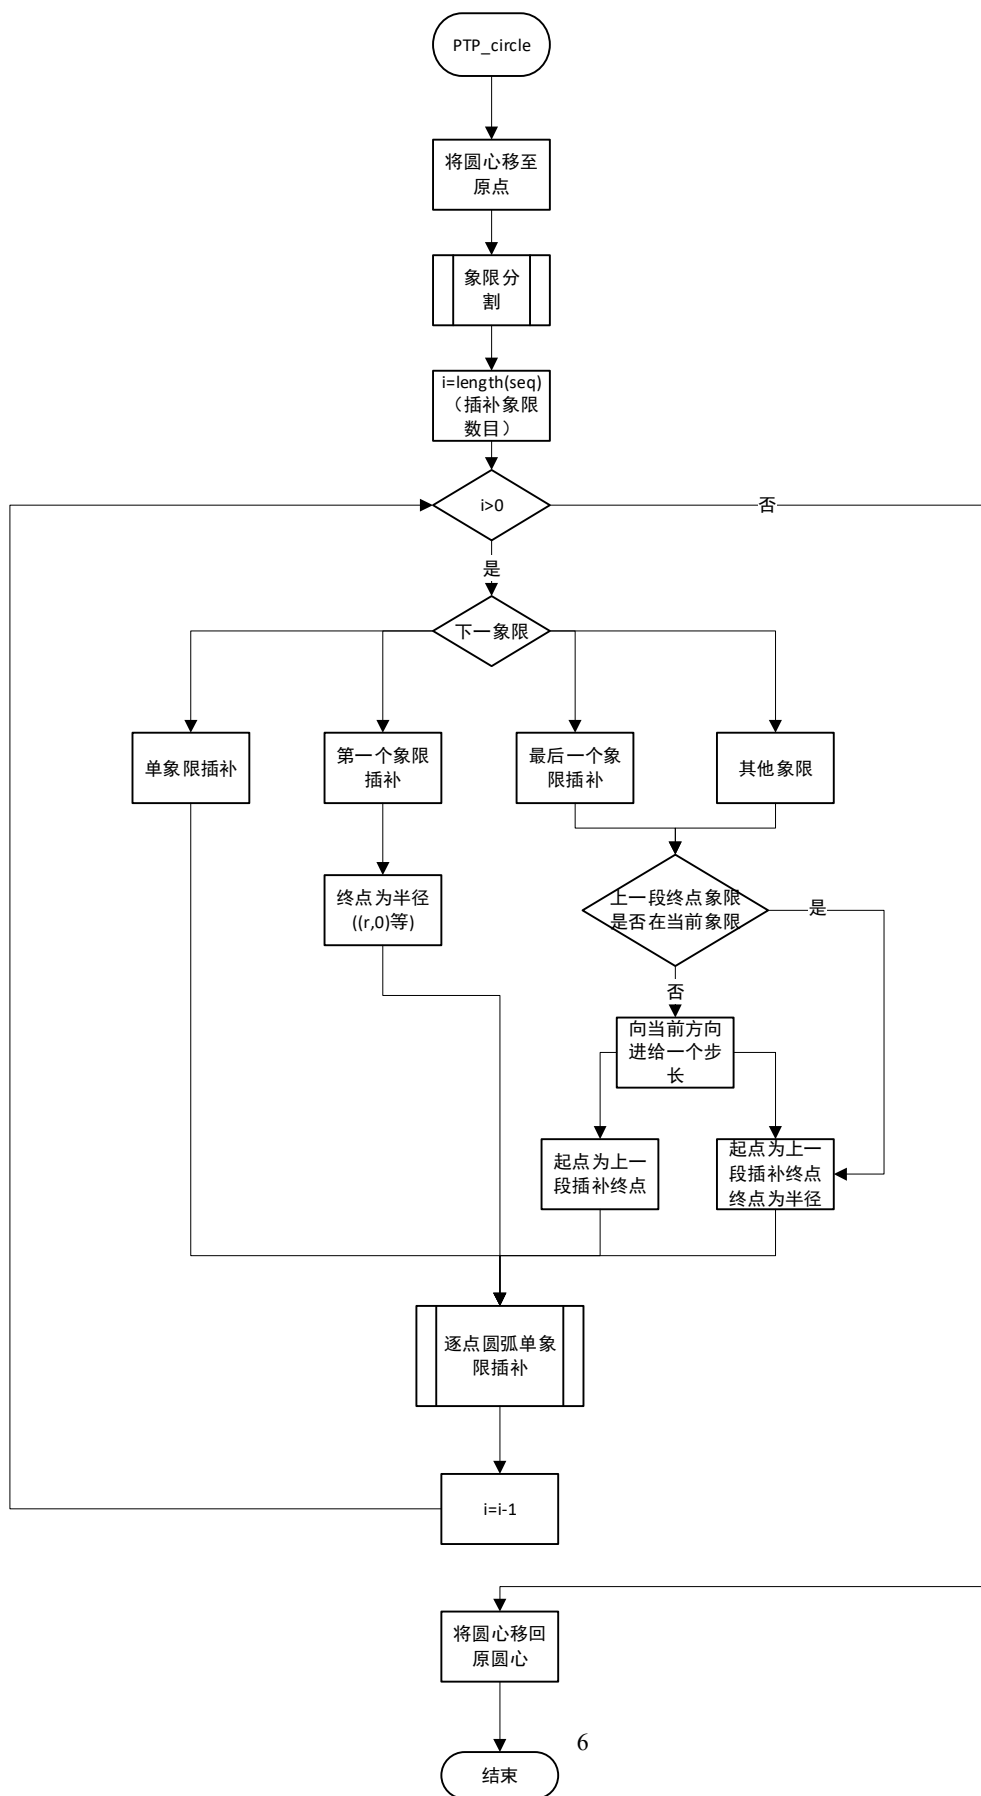 PTP_circle
将圆心移至
原点
象限分
割
i=length(seq)
（插补象限
数目）
i>0
否
是
下一象限
单象限插补
第一个象限
插补
最后一个象
限插补
其他象限
终点为半径
((r,0)等)
上一段终点象限
是否在当前象限
是
否
向当前方向
进给一个步
长
起点为上一
段插补终点
起点为上一
段插补终点
终点为半径
逐点圆弧单象
限插补
i=i-1
将圆心移回
原圆心
6
结束